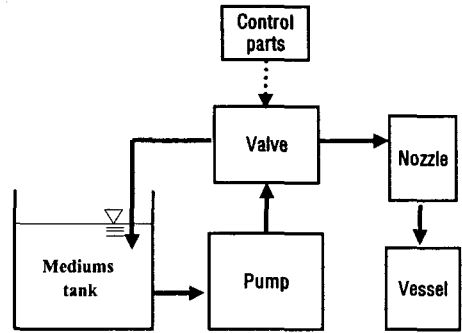 Control
parts
Valve
Nozzle
Mediums
tank
Pump
Vessel